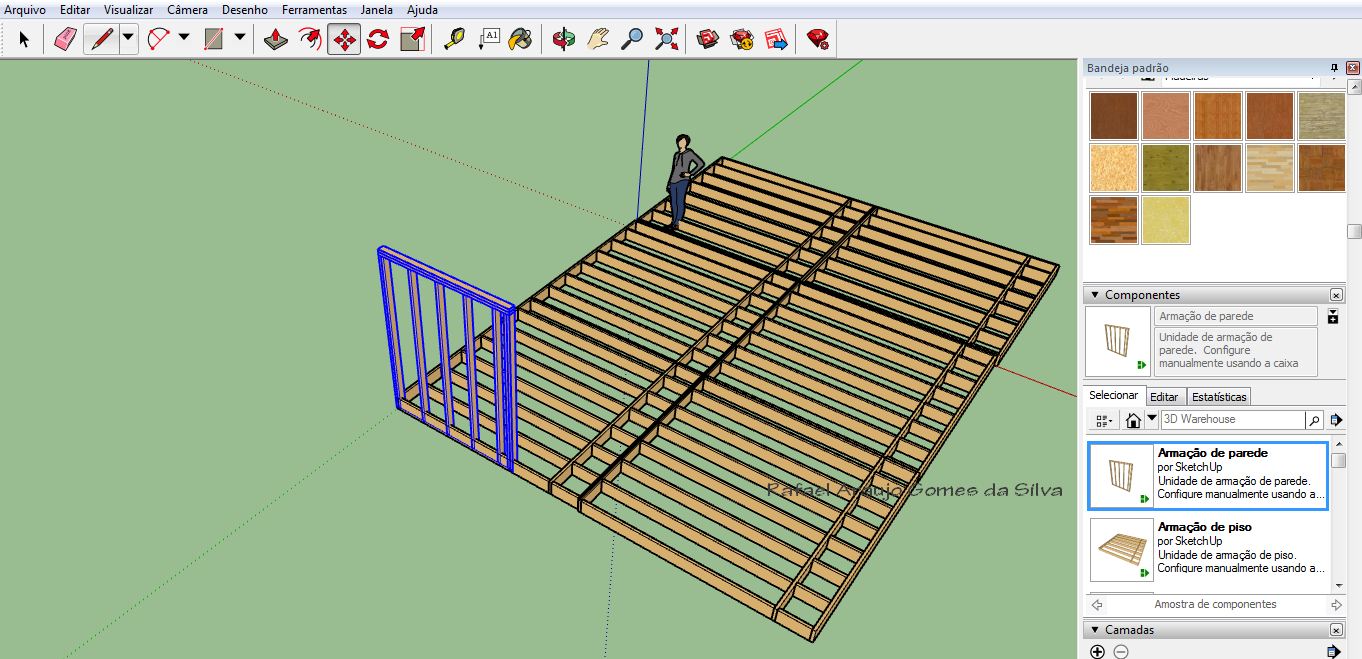 Arquivo Editar Visualizar Câmera Desenho Ferramentas Janela Ajuda
A1
Bandeja padrão
Madeiras
Componentes
Armação de parede
Unidade de armação de
parede. Configure
manualmente usando a caixa
Selecionar Editar Estatísticas
3D Warehouse
Armação de parede
por SketchUp
Unidade de armação de parede.
Configure manualmente usando a...
Armação de piso
por SketchUp
Unidade de armação de piso.
Configure manualmente usando a...
Amostra de componentes
Camadas
Rafael Araujo Gomes da Silva